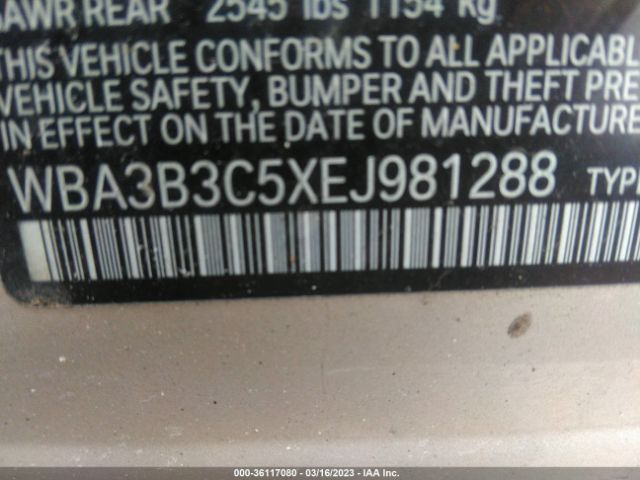 GAWR REAR 2545 lbs 1154 kg
THIS VEHICLE CONFORMS TO ALL APPLICABL
VEHICLE SAFETY, BUMPER AND THEFT PRE
IN EFFECT ON THE DATE OF MANUFACTURE
WBA3B3C5XEJ981288 TYP
000-36117080 - 03/16/2023 - IAA Inc.